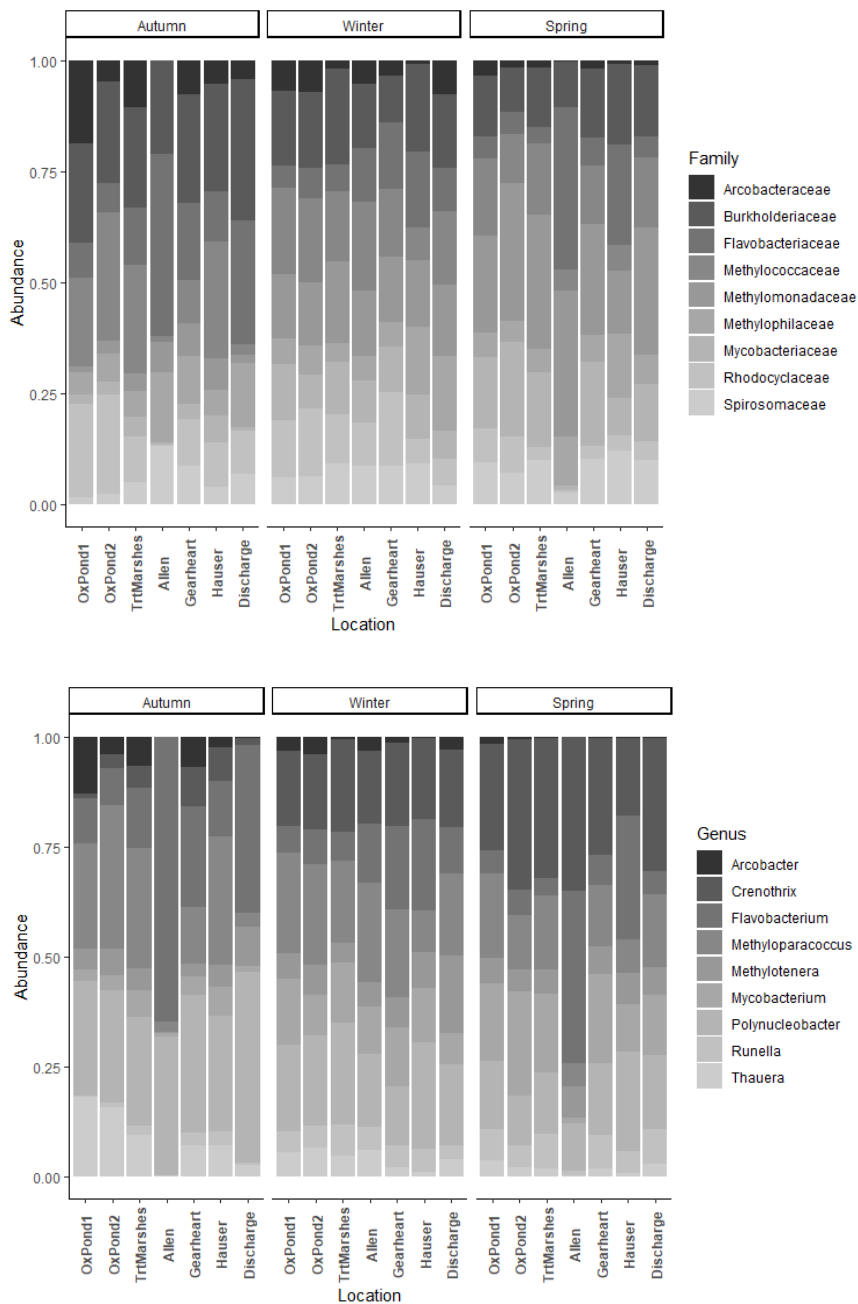 Autumn Winter Spring
1.00
0.75
0.50
0.25
0.00
Abundance
OxPond1 OxPond2 TrtMarshes Allen Gearheart Hauser Discharge OxPond1 OxPond2 TrtMarshes Allen Gearheart Hauser Discharge OxPond1 OxPond2 TrtMarshes Allen Gearheart Hauser Discharge
Location
Family
Arcobacteraceae
Burkholderiaceae
Flavobacteriaceae
Methylococcaceae
Methylomonadaceae
Methylophilaceae
Mycobacteriaceae
Rhodocyclaceae
Spirosomaceae
Autumn Winter Spring
1.00
0.75
0.50
0.25
0.00
Abundance
OxPond1 OxPond2 TrtMarshes Allen Gearheart Hauser Discharge OxPond1 OxPond2 TrtMarshes Allen Gearheart Hauser Discharge OxPond1 OxPond2 TrtMarshes Allen Gearheart Hauser Discharge
Location
Genus
Arcobacter
Crenothrix
Flavobacterium
Methyloparacoccus
Methylotenera
Mycobacterium
Polynucleobacter
Runella
Thauera